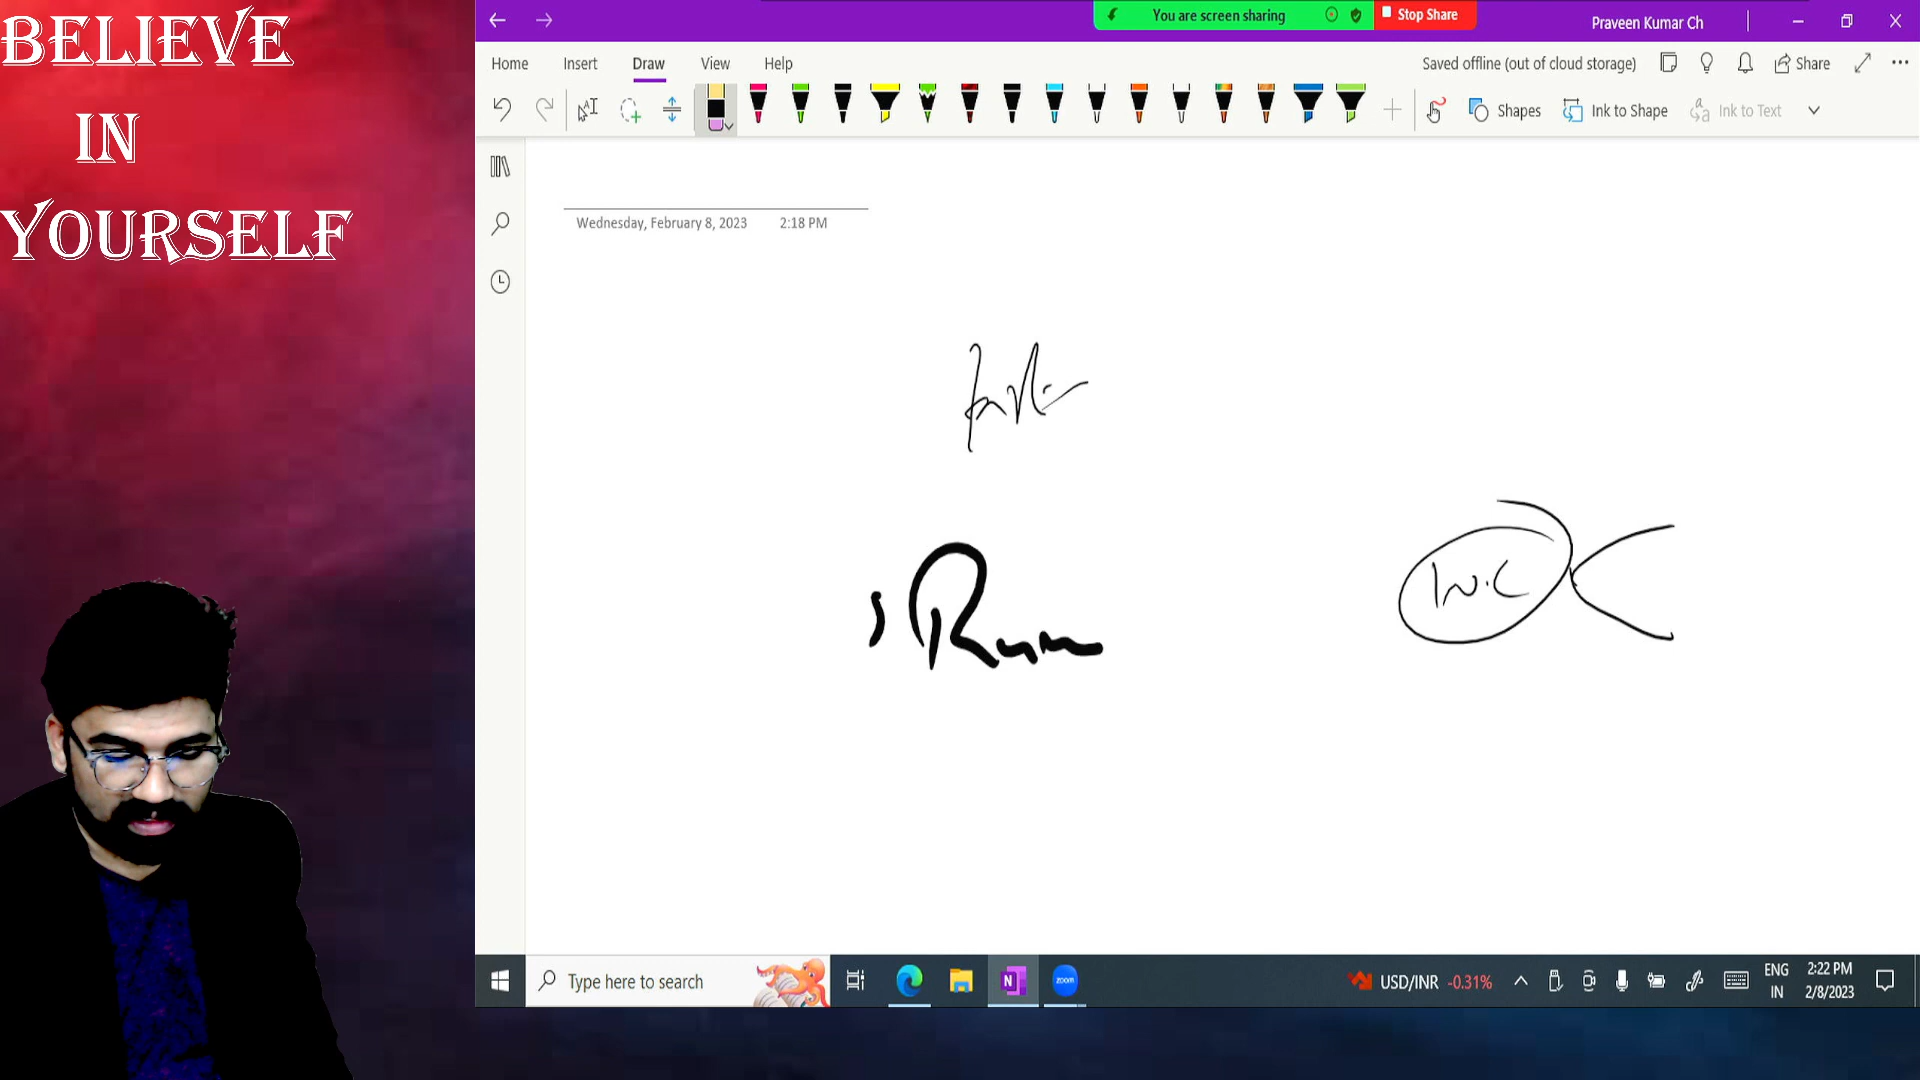 BELIEVE
IN
YOURSELF
You are screen sharing
Stop Share
Praveen Kumar Ch
Home Insert Draw View Help
Saved offline (out of cloud storage)
Share
Shapes
Ink to Shape
Ink to Text
Wednesday, February 8, 2023 2:18 PM
W.C
Type here to search
zoom
USD/INR -0.31%
ENG
IN
2:22 PM
2/8/2023